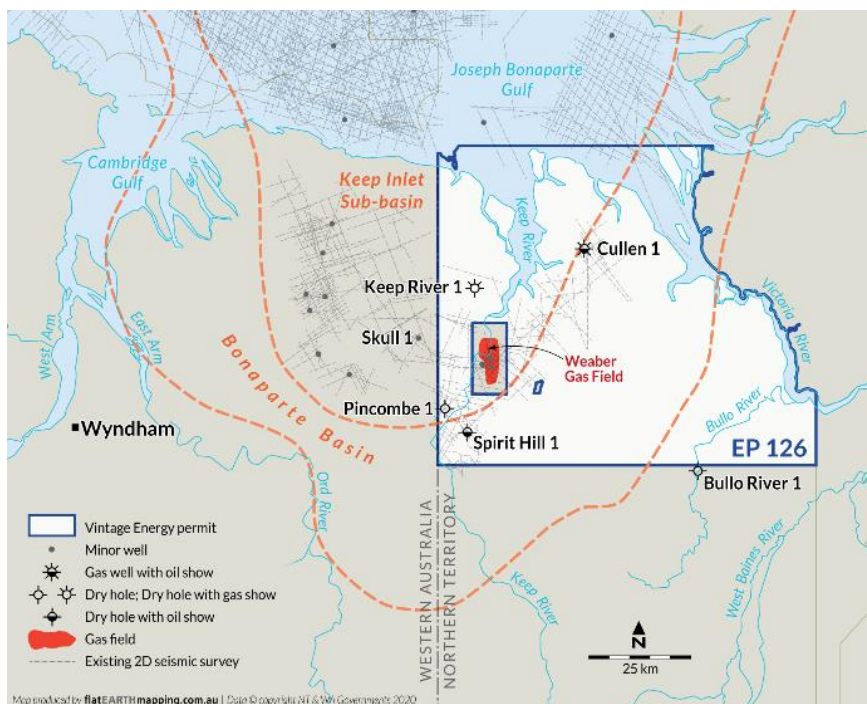 Joseph Bonaparte
Gulf
Cambridge
Gulf
Keep Inlet
Sub-basin
Keep River
Cullen 1
Keep River 1
Victoria River
Skull 1
West Arm
East Arm
Weaber
Gas Field
Bonaparte Basin
Pincombe 1
Bullo River
Wyndham
Spirit Hill 1
EP 126
Bullo River 1
Ord River
Vintage Energy permit
Minor well
Gas well with oil show
Dry hole; Dry hole with gas show
Dry hole with oil show
Gas field
Existing 2D seismic survey
WESTERN AUSTRALIA
NORTHERN TERRITORY
Keep River
West Baines River
N
25 km
Map produced by flatEARTHmapping.com.au | Data © copyright NT & WA Governments 2020